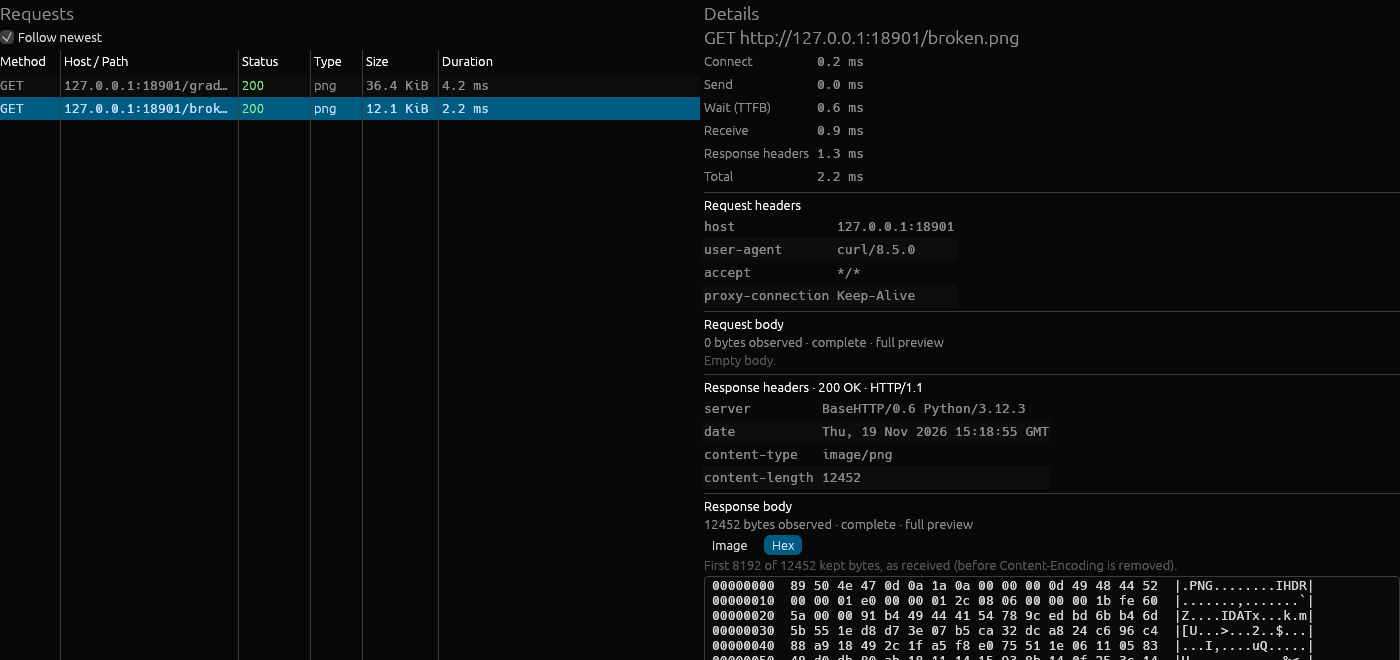 Requests
Follow newest
Method Host / Path Status Type Size Duration
GET 127.0.0.1:18901/grad… 200 png 36.4 KiB 4.2 ms
GET 127.0.0.1:18901/brok… 200 png 12.1 KiB 2.2 ms
Details
GET http://127.0.0.1:18901/broken.png
Connect 0.2 ms
Send 0.0 ms
Wait (TTFB) 0.6 ms
Receive 0.9 ms
Response headers 1.3 ms
Total 2.2 ms
Request headers
host 127.0.0.1:18901
user-agent curl/8.5.0
accept */*
proxy-connection Keep-Alive
Request body
0 bytes observed · complete · full preview
Empty body.
Response headers · 200 OK · HTTP/1.1
server BaseHTTP/0.6 Python/3.12.3
date Thu, 19 Nov 2026 15:18:55 GMT
content-type image/png
content-length 12452
Response body
12452 bytes observed · complete · full preview
Image Hex
First 8192 of 12452 kept bytes, as received (before Content-Encoding is removed).
00000000 89 50 4e 47 0d 0a 1a 0a 00 00 00 0d 49 48 44 52 |.PNG........IHDR|
00000010 00 00 01 e0 00 00 01 2c 08 06 00 00 00 1b fe 60 |.......,.......`|
00000020 5a 00 00 91 b4 49 44 41 54 78 9c ed bd 6b b4 6d |Z....IDATx...k.m|
00000030 5b 55 1e d8 d7 3e 07 b5 ca 32 dc a8 24 c6 96 c4 |[U...>...2..$...|
00000040 88 a9 18 49 2c 1f a5 f8 e0 75 51 1e 06 11 05 83 |...I,....uQ.....|